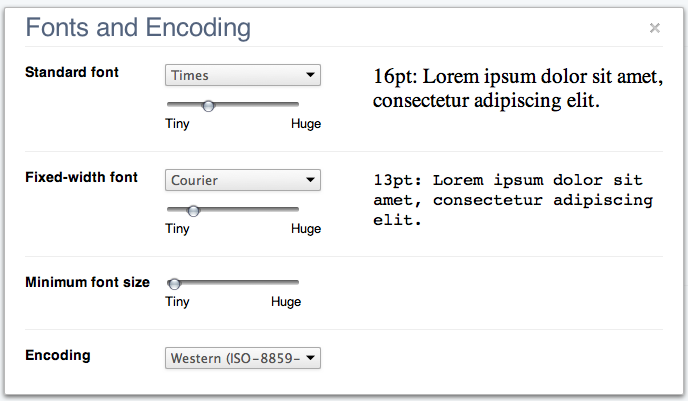 Fonts and Encoding
Standard font
Times
Tiny
Huge
16pt: Lorem ipsum dolor sit amet,
consectetur adipiscing elit.
Fixed-width font
Courier
Tiny
Huge
13pt: Lorem ipsum dolor sit
amet, consectetur adipiscing
elit.
Minimum font size
Tiny
Huge
Encoding
Western (ISO-8859-